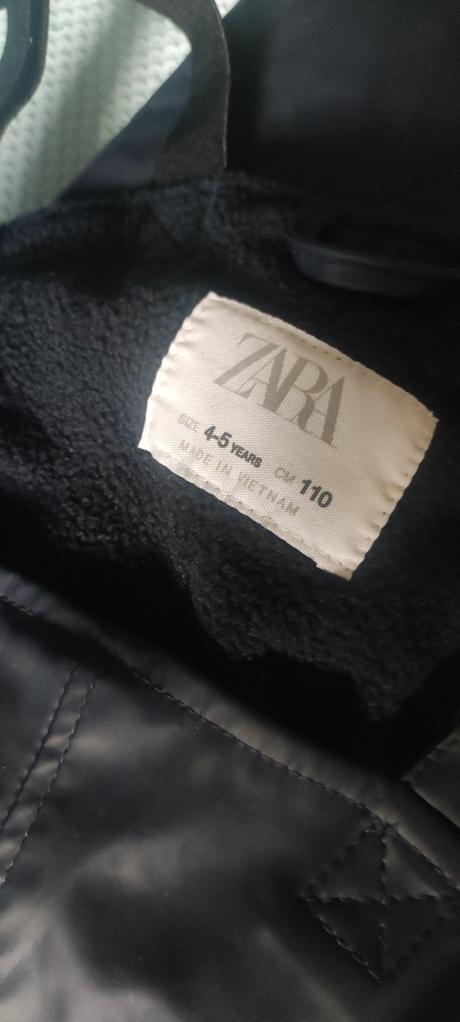 ZARA
SIZE 4-5 YEARS CM 110
MADE IN VIETNAM